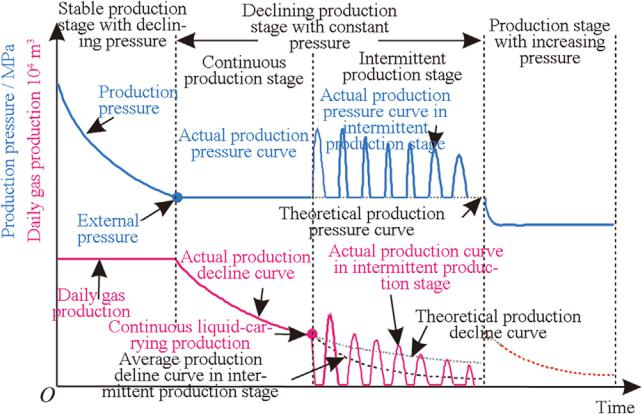 Stable production
stage with declin-
ing pressure
Declining production
stage with constant
pressure
Production stage
with increasing
pressure
Continuous
production stage
Intermittent
production stage
Production pressure / MPa
Daily gas production 10⁴ m³
Production
pressure
Actual production
pressure curve
Actual production
pressure curve in
intermittent
production stage
External
pressure
Theoretical production
pressure curve
Actual production
decline curve
Actual production curve
in intermittent produc-
tion stage
Daily gas
production
Continuous liquid-car-
rying production
Theoretical production
decline curve
Average production
deline curve in inter-
mittent production stage
O
Time